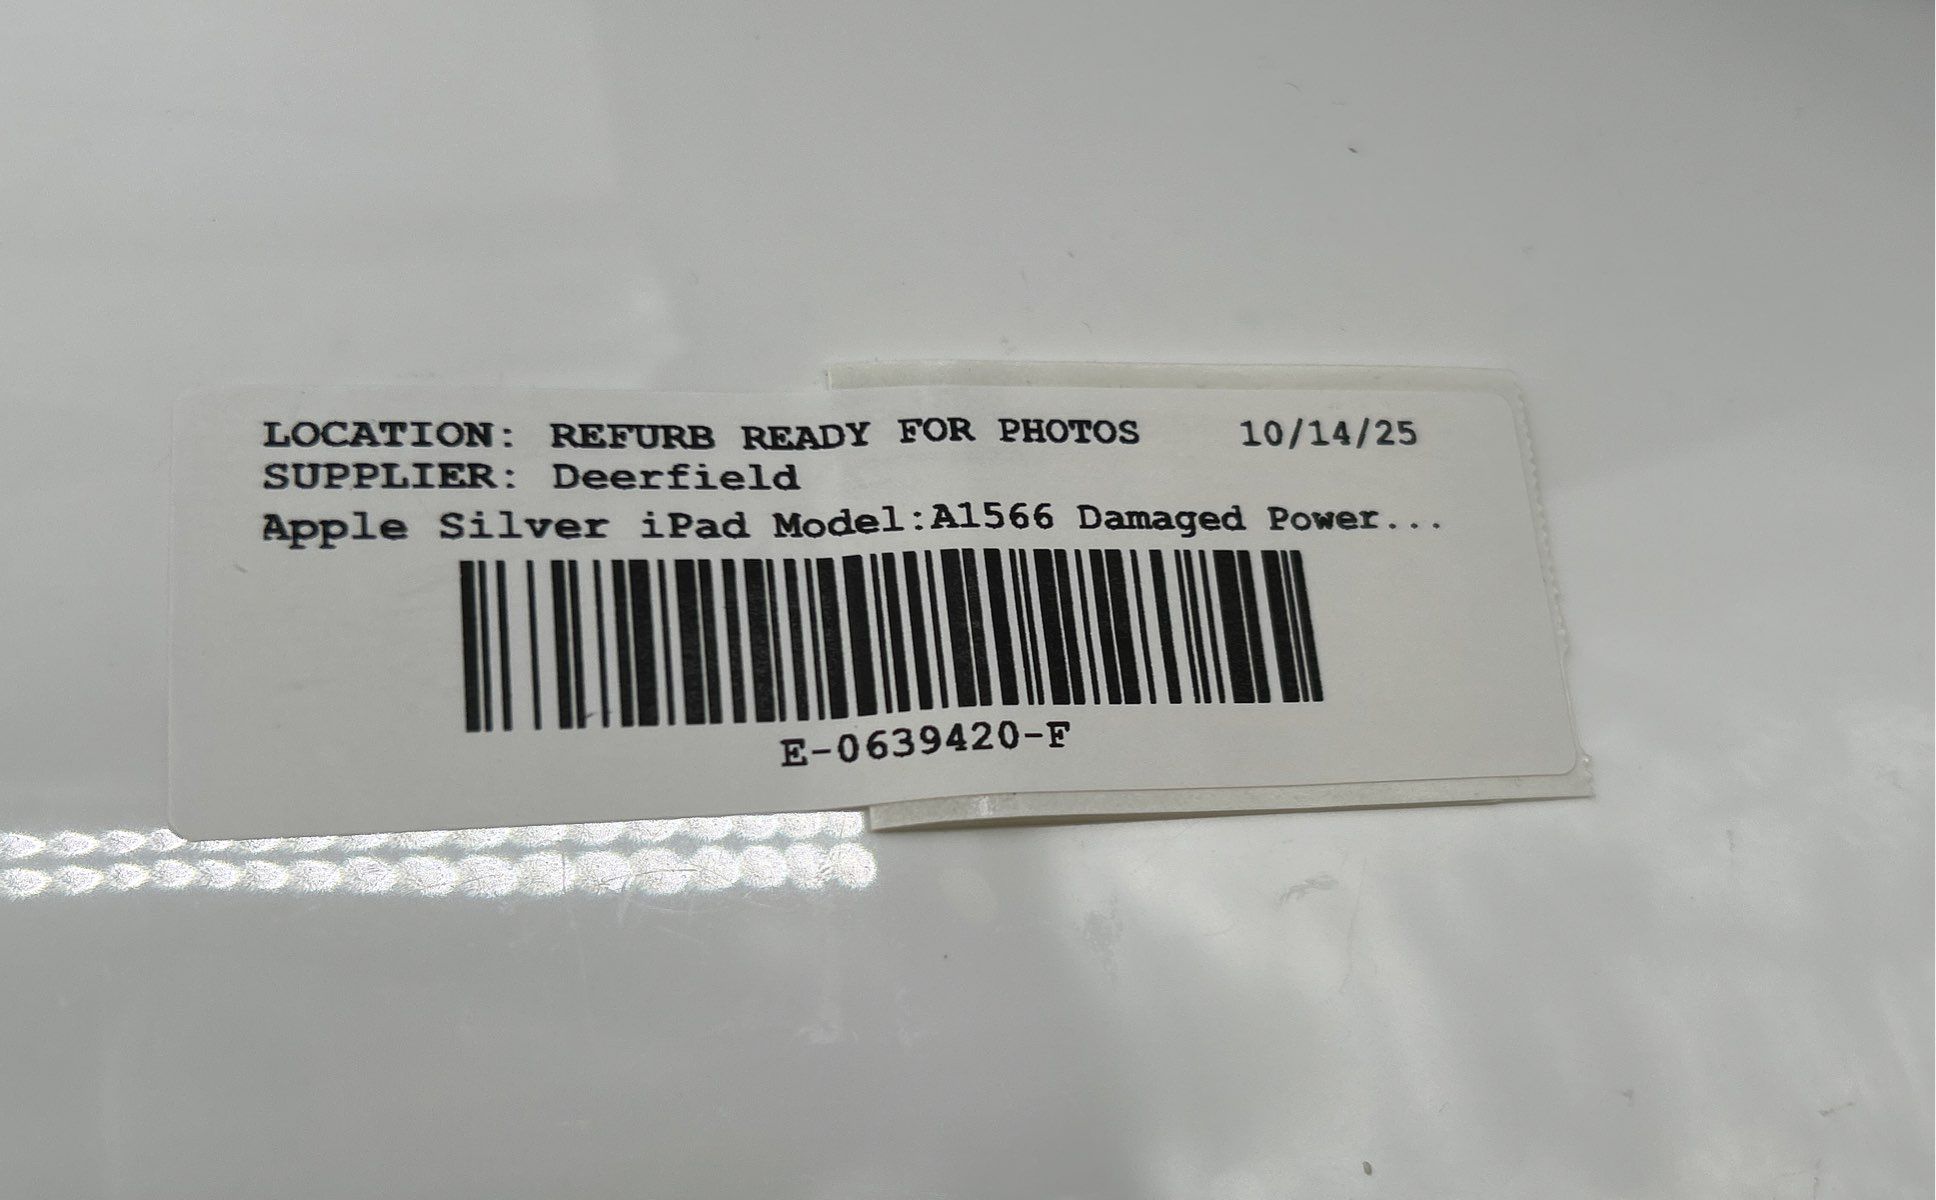 LOCATION: REFURB READY FOR PHOTOS 10/14/25
SUPPLIER: Deerfield
Apple Silver iPad Model:A1566 Damaged Power...
E-0639420-F